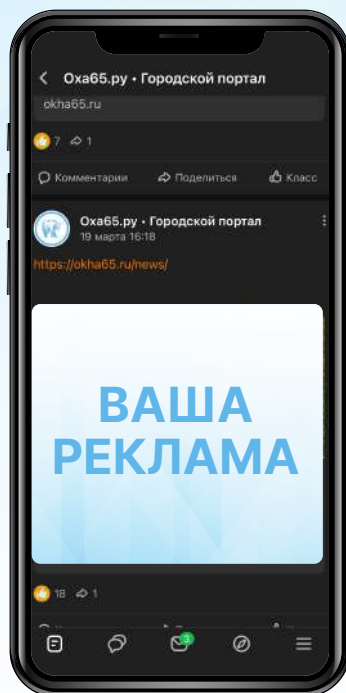 Оха65.ру • Городской портал
okha65.ru
7 1
Комментарии Поделиться Класс
Оха65.ру • Городской портал
19 марта 16:18
https://okha65.ru/news/
ВАША
РЕКЛАМА
18 1
3